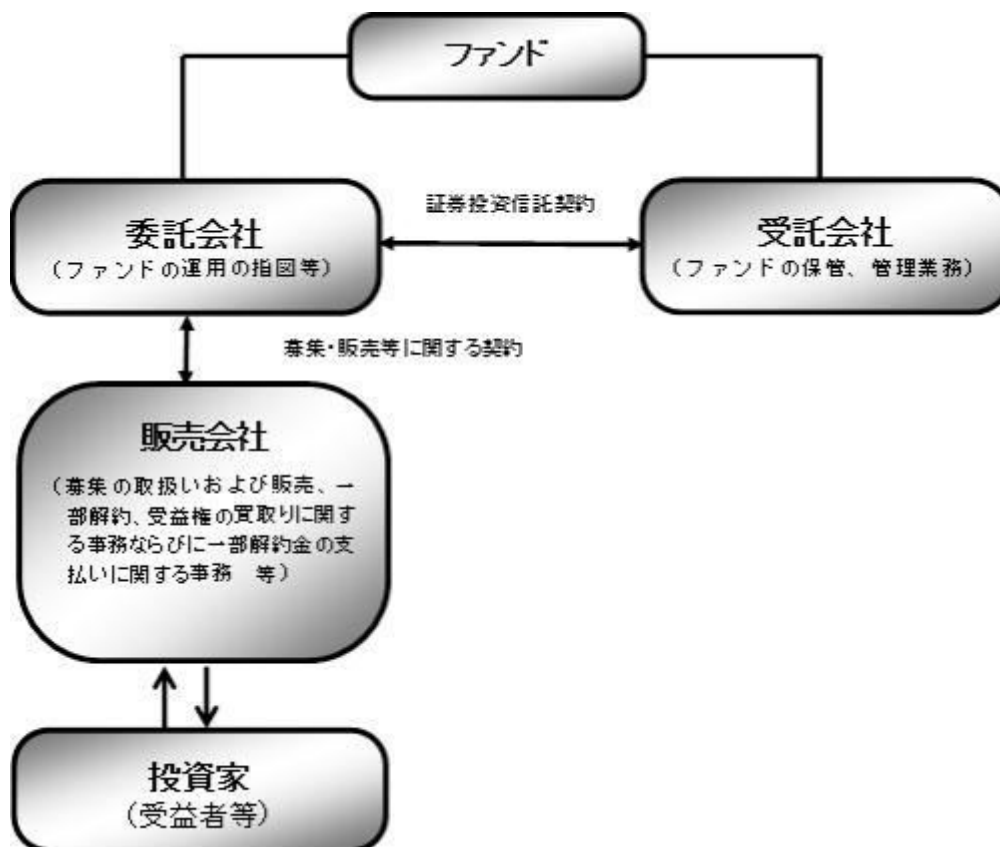 ファンド
証券投資信託契約
委託会社
（ファンドの運用の指図等）
受託会社
（ファンドの保管、管理業務）
募集・販売等に関する契約
販売会社
（募集の取扱いおよび販売、一
部解約、受益権の買取りに関す
る事務ならびに一部解約金の支
払いに関する事務　等）
投資家
（受益者等）